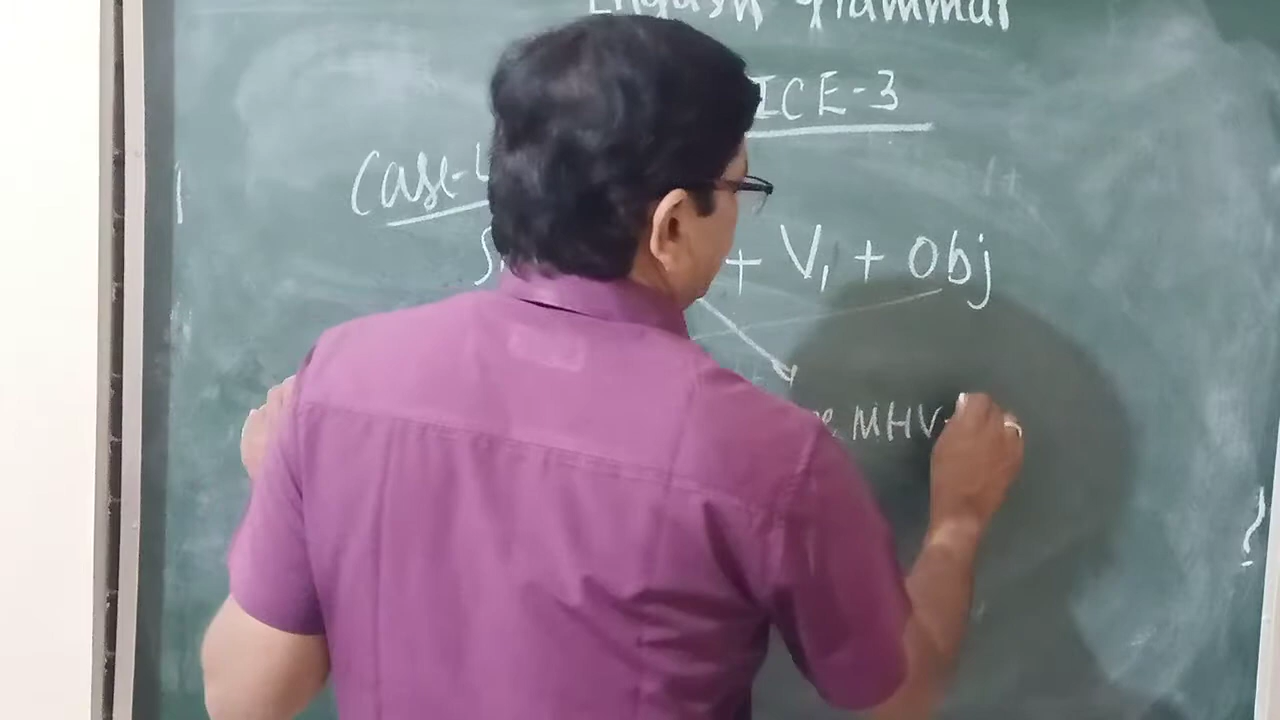 English Grammar
ICE-3
Case-
+ V₁ + Obj
MHV
?